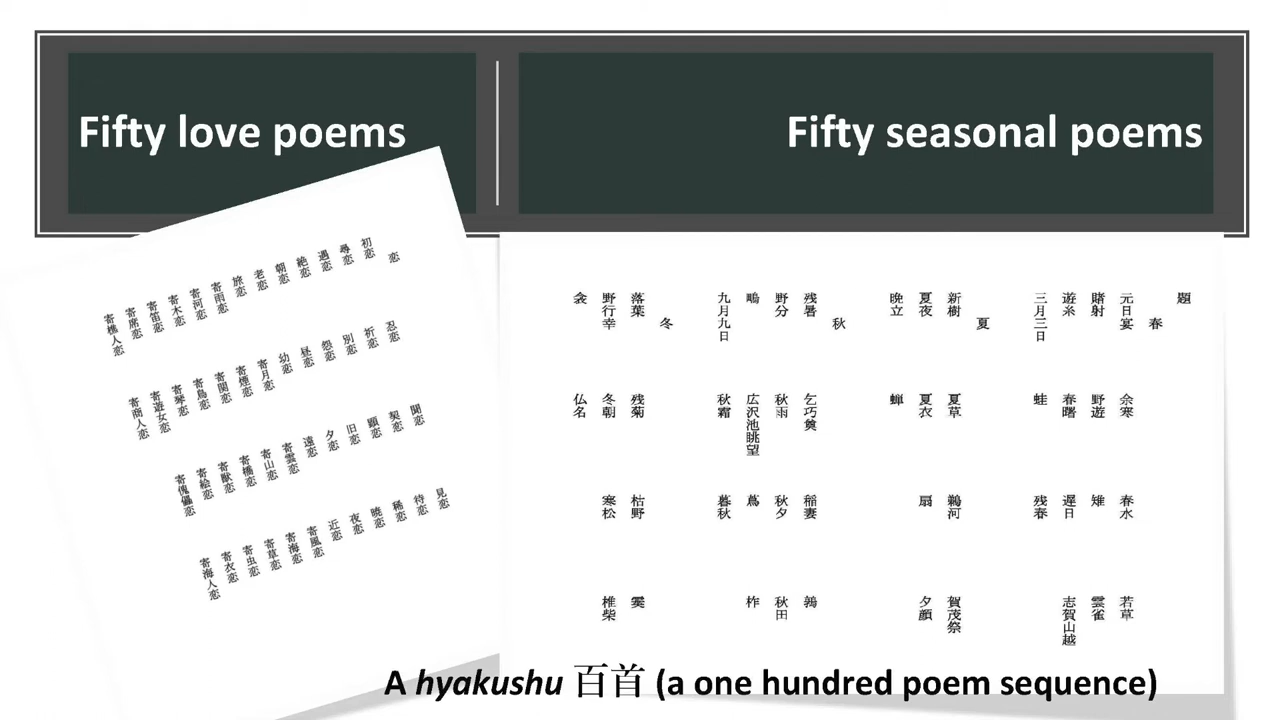 Fifty love poems
Fifty seasonal poems
恋
初恋 忍恋 聞恋 見恋
尋恋 祈恋 契恋 待恋
遇恋 別恋 顕恋 稀恋
絶恋 怨恋 旧恋 暁恋
朝恋 昼恋 夕恋 夜恋
老恋 幼恋 遠恋 近恋
旅恋 寄月恋 寄雲恋 寄風恋
寄雨恋 寄煙恋 寄山恋 寄海恋
寄河恋 寄関恋 寄橋恋 寄草恋
寄木恋 寄鳥恋 寄獣恋 寄虫恋
寄笛恋 寄琴恋 寄絵恋 寄衣恋
寄席恋 寄遊女恋 寄傀儡恋 寄海人恋
寄樵人恋 寄商人恋
題
春
元日宴 余寒 春水 若草
賭射 野遊 雉 雲雀
遊糸 春曙 遅日 志賀山越
三月三日 蛙 残春
夏
新樹 夏草 鵜河 賀茂祭
夏夜 夏衣 扇 夕顔
晩立 蝉
秋
残暑 乞巧奠 稲妻 鶉
野分 秋雨 秋夕 秋田
鴫 広沢池眺望 蔦 柞
九月九日 秋霜 暮秋
冬
落葉 残菊 枯野 霙
野行幸 冬朝 寒松 椎柴
衾 仏名
A hyakushu 百首 (a one hundred poem sequence)